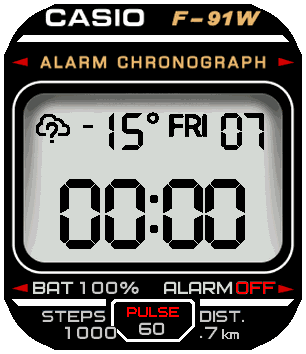 CASIO F-91W
ALARM CHRONOGRAPH
? -15° FRI 07
00:00
BAT 100% ALARM OFF
STEPS PULSE DIST.
1000 60 .7 km